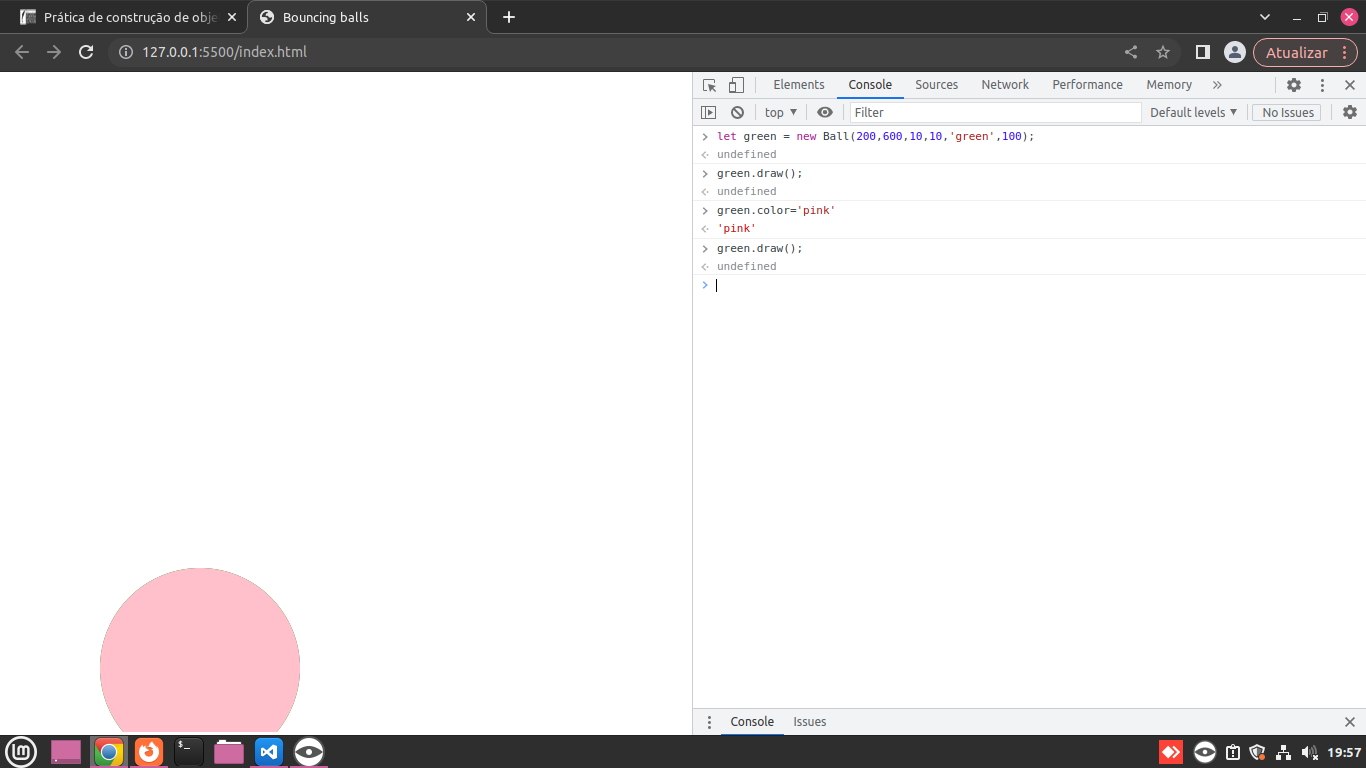 Prática de construção de obje
Bouncing balls
127.0.0.1:5500/index.html
Atualizar
Elements Console Sources Network Performance Memory
top Filter Default levels No Issues
let green = new Ball(200,600,10,10,'green',100);
undefined
green.draw();
undefined
green.color='pink'
'pink'
green.draw();
undefined
Console Issues
19:57